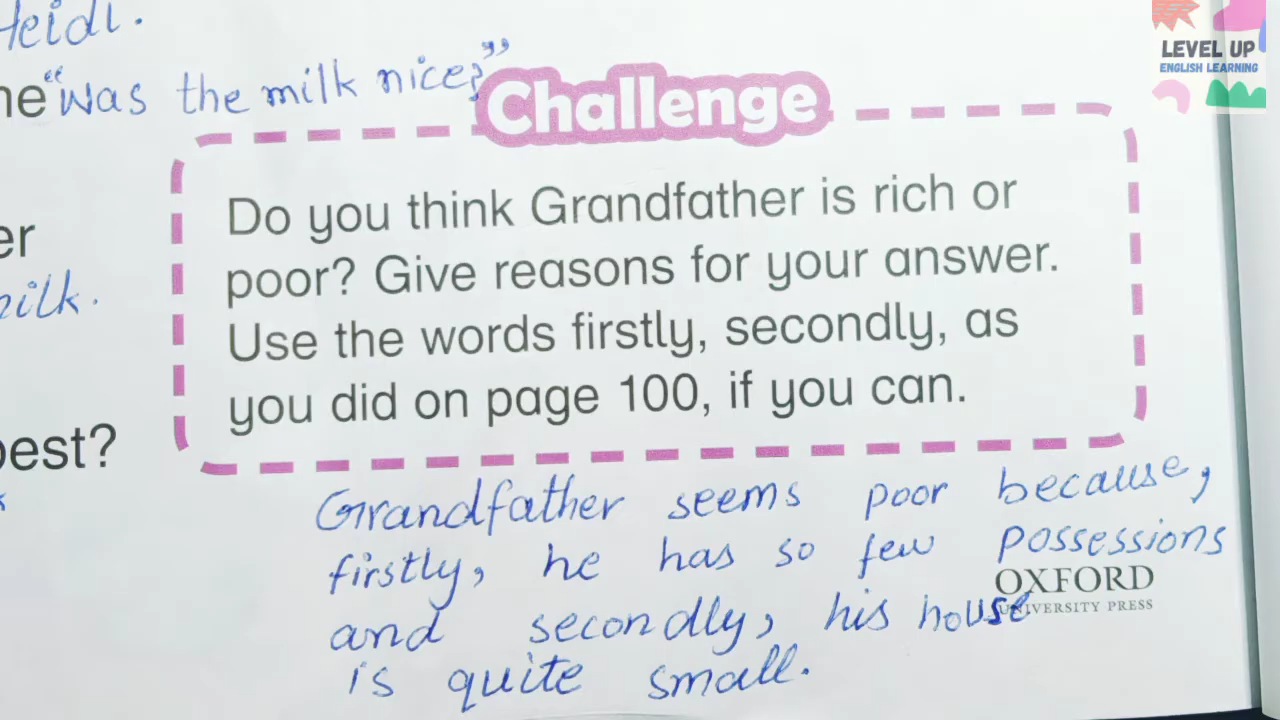 Heidi.
LEVEL UP
ENGLISH LEARNING
he "was the milk nice?"
Challenge
Do you think Grandfather is rich or
poor? Give reasons for your answer.
Use the words firstly, secondly, as
you did on page 100, if you can.
er
milk.
best?
Grandfather seems poor because,
firstly, he has so few possessions
OXFORD
UNIVERSITY PRESS
and secondly, his house
is quite small.